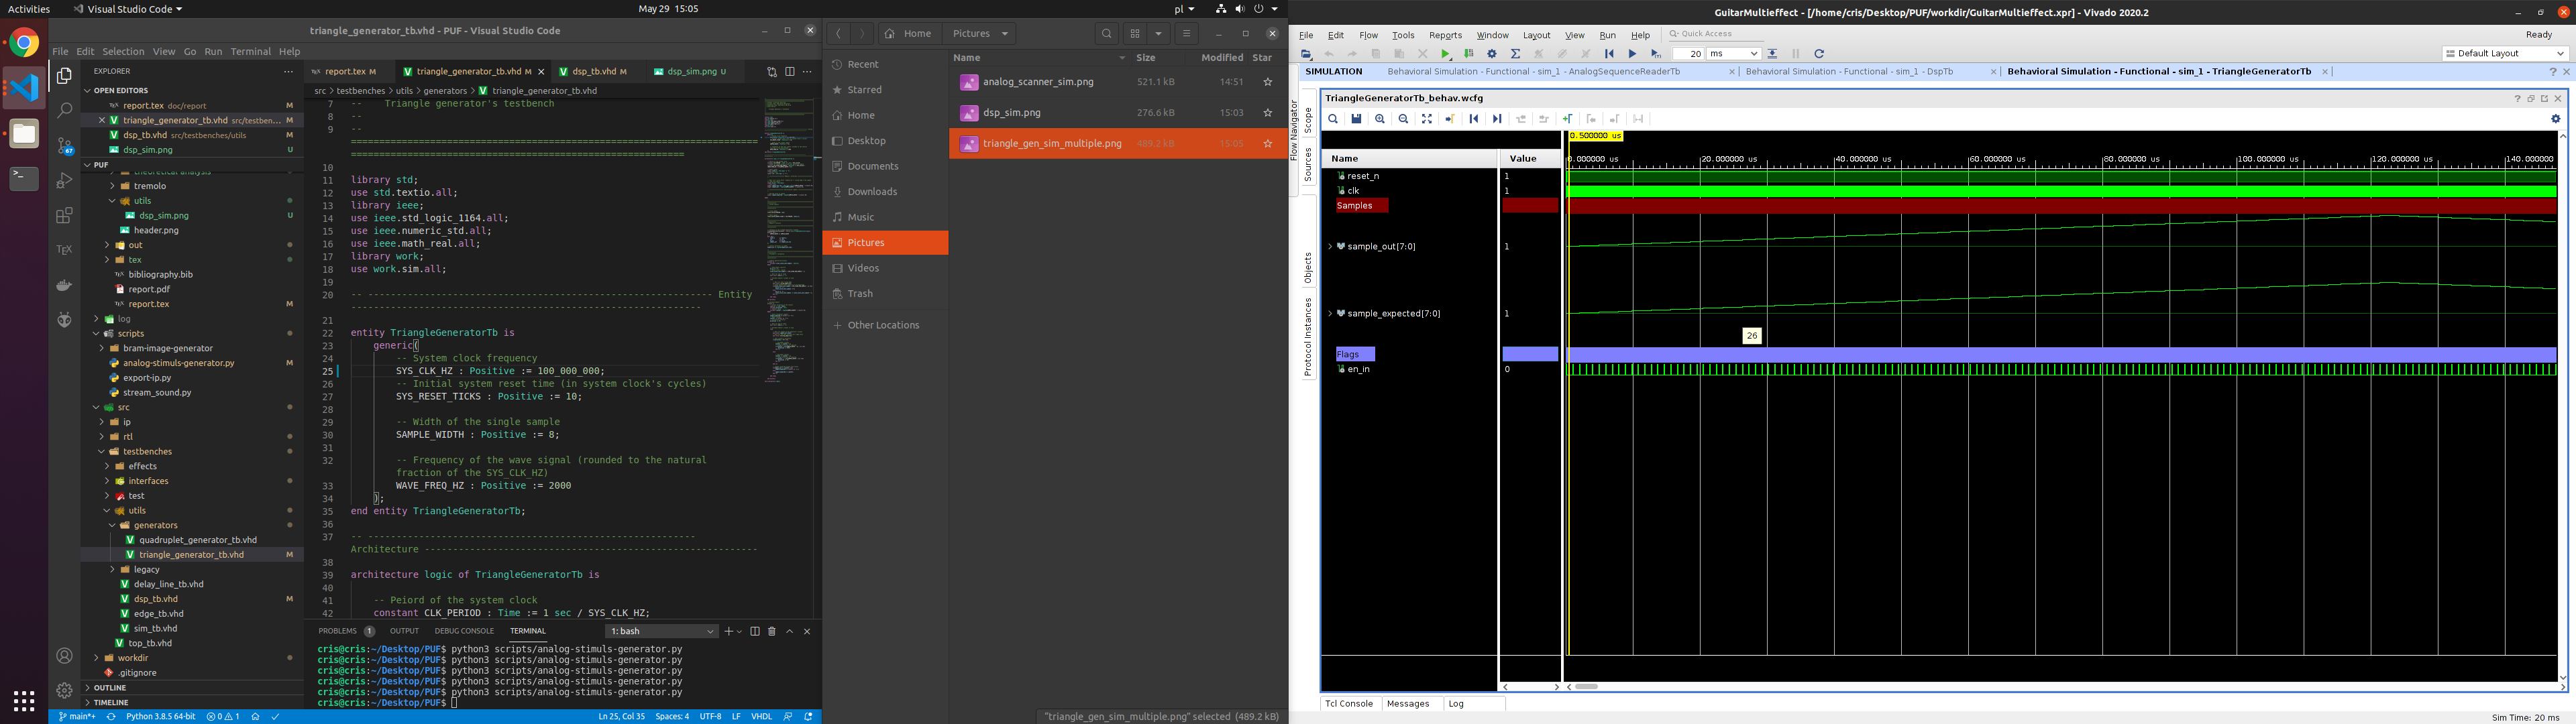 Activities
Visual Studio Code
May 29 15:05
pl
triangle_generator_tb.vhd - PUF - Visual Studio Code
File Edit Selection View Go Run Terminal Help
EXPLORER
OPEN EDITORS
report.tex doc/report M
triangle_generator_tb.vhd src/testben... M
dsp_tb.vhd src/testbenches/utils M
dsp_sim.png U
PUF
theoretical_analysis
tremolo
utils
dsp_sim.png U
header.png
out
tex
bibliography.bib
report.pdf
report.tex M
log
scripts
bram-image-generator
analog-stimuls-generator.py M
export-ip.py
stream_sound.py
src
ip
rtl
testbenches
effects
interfaces
test
utils
generators
quadruplet_generator_tb.vhd
triangle_generator_tb.vhd M
legacy
delay_line_tb.vhd
dsp_tb.vhd M
edge_tb.vhd
sim_tb.vhd
top_tb.vhd
workdir
.gitignore
OUTLINE
TIMELINE
67
report.tex M
triangle_generator_tb.vhd M
dsp_tb.vhd M
dsp_sim.png U
src > testbenches > utils > generators > triangle_generator_tb.vhd
7 -- Triangle generator's testbench
8 --
9 --
10
11 library std;
12 use std.textio.all;
13 library ieee;
14 use ieee.std_logic_1164.all;
15 use ieee.numeric_std.all;
16 use ieee.math_real.all;
17 library work;
18 use work.sim.all;
19
20 -- ------------------------------------------------------------- Entity
21
22 entity TriangleGeneratorTb is
23 generic(
24 -- System clock frequency
25 SYS_CLK_HZ : Positive := 100_000_000;
26 -- Initial system reset time (in system clock's cycles)
27 SYS_RESET_TICKS : Positive := 10;
28
29 -- Width of the single sample
30 SAMPLE_WIDTH : Positive := 8;
31
32 -- Frequency of the wave signal (rounded to the natural
fraction of the SYS_CLK_HZ)
33 WAVE_FREQ_HZ : Positive := 2000
34 );
35 end entity TriangleGeneratorTb;
36
37 -- ----------------------------------------------------------
Architecture -----------------------------------------------------------
38
39 architecture logic of TriangleGeneratorTb is
40
41 -- Peiord of the system clock
42 constant CLK_PERIOD : Time := 1 sec / SYS_CLK_HZ;
PROBLEMS 1 OUTPUT DEBUG CONSOLE TERMINAL 1: bash
cris@cris:~/Desktop/PUF$ python3 scripts/analog-stimuls-generator.py
cris@cris:~/Desktop/PUF$ python3 scripts/analog-stimuls-generator.py
cris@cris:~/Desktop/PUF$ python3 scripts/analog-stimuls-generator.py
cris@cris:~/Desktop/PUF$ python3 scripts/analog-stimuls-generator.py
cris@cris:~/Desktop/PUF$ python3 scripts/analog-stimuls-generator.py
cris@cris:~/Desktop/PUF$
main*+ Python 3.8.5 64-bit 0 1 Ln 25, Col 35 Spaces: 4 UTF-8 LF VHDL
Home Pictures
Recent
Starred
Home
Desktop
Documents
Downloads
Music
Pictures
Videos
Trash
Other Locations
Name Size Modified Star
analog_scanner_sim.png 521.1 kB 14:51
dsp_sim.png 276.6 kB 15:03
triangle_gen_sim_multiple.png 489.2 kB 15:05
"triangle_gen_sim_multiple.png" selected (489.2 kB)
GuitarMultieffect - [/home/cris/Desktop/PUF/workdir/GuitarMultieffect.xpr] - Vivado 2020.2
File Edit Flow Tools Reports Window Layout View Run Help Quick Access Ready
20 ms Default Layout
SIMULATION Behavioral Simulation - Functional - sim_1 - AnalogSequenceReaderTb Behavioral Simulation - Functional - sim_1 - DspTb Behavioral Simulation - Functional - sim_1 - TriangleGeneratorTb
Flow Navigator
Scope
Sources
Objects
Protocol Instances
TriangleGeneratorTb_behav.wcfg
0.500000 us
Name Value
0.000000 us 20.000000 us 40.000000 us 60.000000 us 80.000000 us 100.000000 us 120.000000 us 140.000000
reset_n 1
clk 1
Samples
sample_out[7:0] 1
sample_expected[7:0] 1
26
Flags
en_in 0
Tcl Console Messages Log
Sim Time: 20 ms